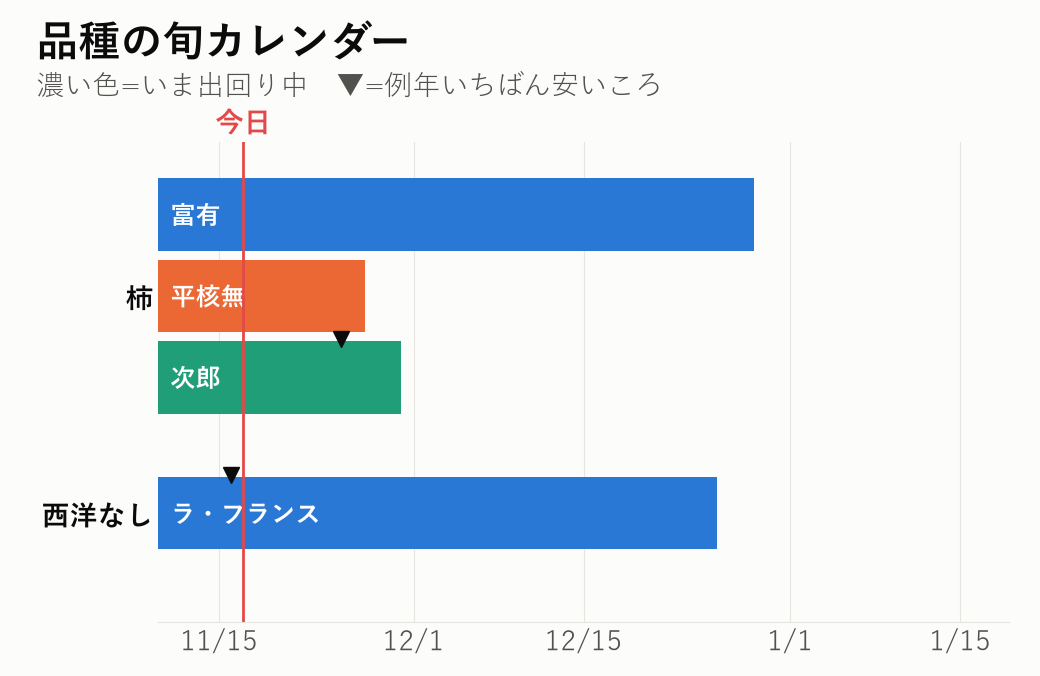 品種の旬カレンダー
濃い色=いま出回り中　▼=例年いちばん安いころ
今日
富有
柿
平核無
次郎
西洋なし
ラ・フランス
11/15
12/1
12/15
1/1
1/15